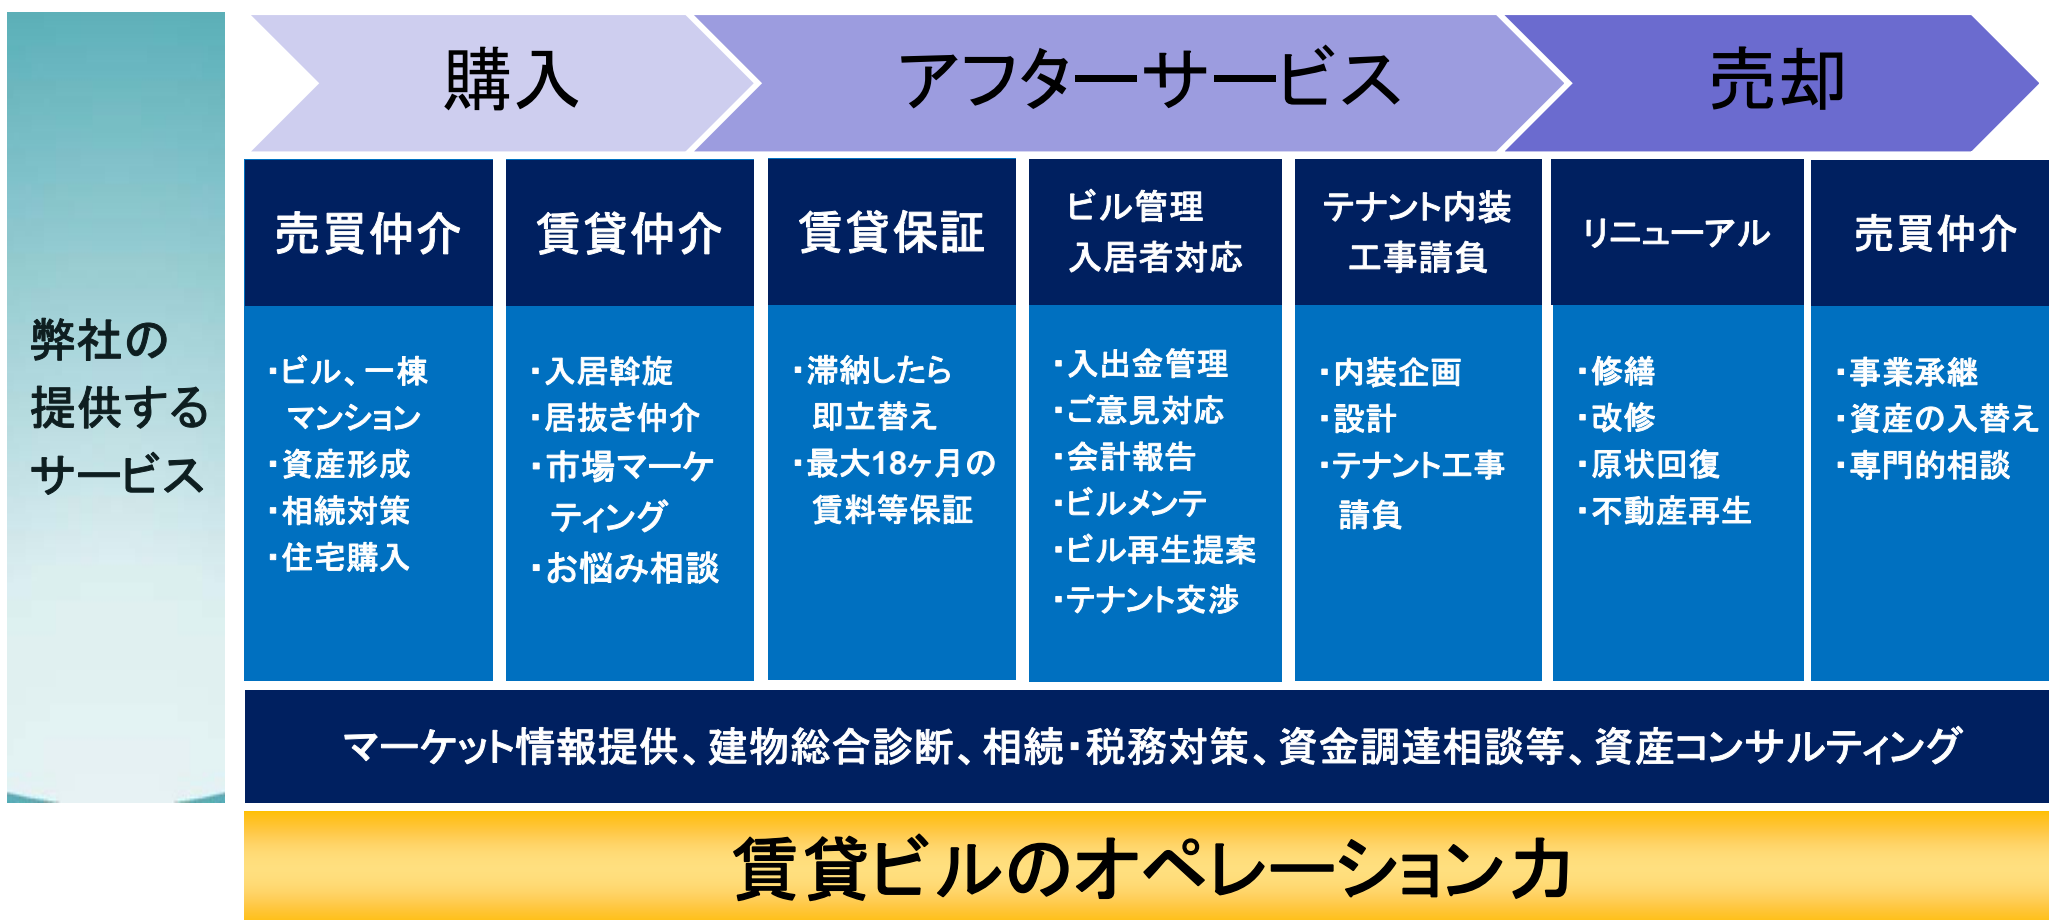 弊社の
提供する
サービス
購入
アフターサービス
売却
売買仲介
・ビル、一棟
マンション
・資産形成
・相続対策
・住宅購入
賃貸仲介
・入居斡旋
・居抜き仲介
・市場マーケ
ティング
・お悩み相談
賃貸保証
・滞納したら
即立替え
・最大18ヶ月の
賃料等保証
ビル管理
入居者対応
・入出金管理
・ご意見対応
・会計報告
・ビルメンテ
・ビル再生提案
・テナント交渉
テナント内装
工事請負
・内装企画
・設計
・テナント工事
請負
リニューアル
・修繕
・改修
・原状回復
・不動産再生
売買仲介
・事業承継
・資産の入替え
・専門的相談
マーケット情報提供、建物総合診断、相続・税務対策、資金調達相談等、資産コンサルティング
賃貸ビルのオペレーション力